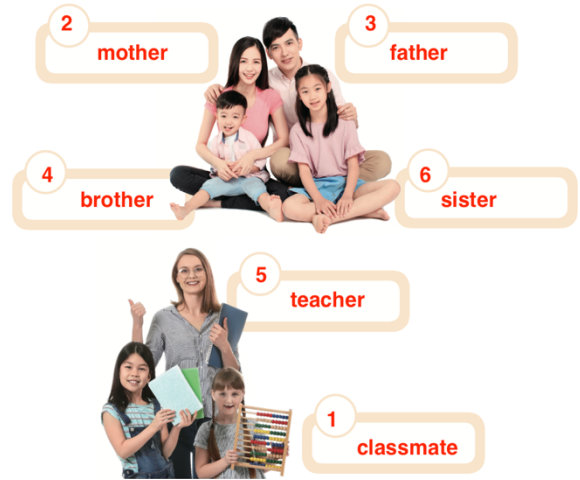 2
mother
3
father
4
brother
6
sister
5
teacher
1
classmate